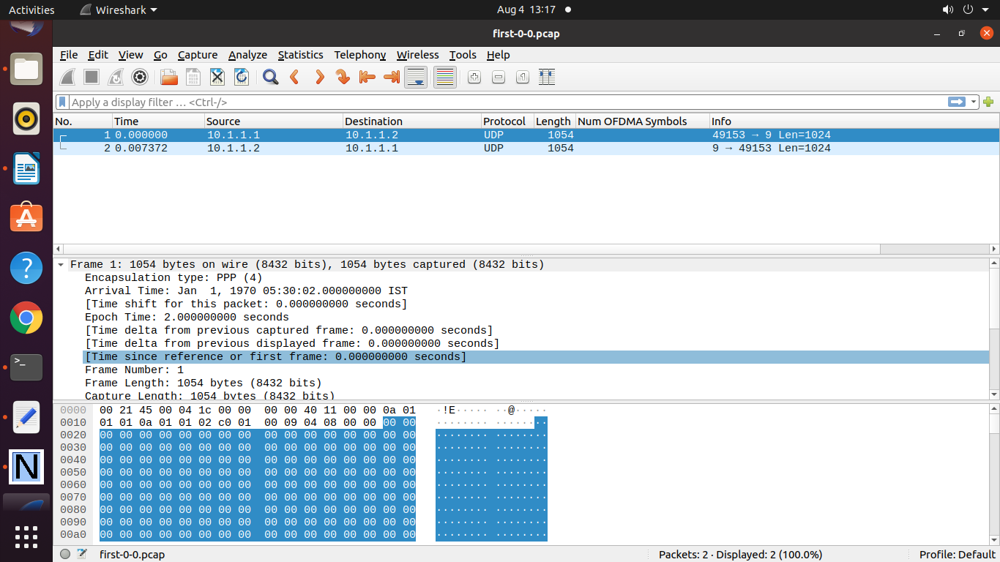 Activities Wireshark Aug 4 13:17
first-0-0.pcap
File Edit View Go Capture Analyze Statistics Telephony Wireless Tools Help
Apply a display filter … <Ctrl-/>
No. Time Source Destination Protocol Length Num OFDMA Symbols Info
1 0.000000 10.1.1.1 10.1.1.2 UDP 1054 49153 → 9 Len=1024
2 0.007372 10.1.1.2 10.1.1.1 UDP 1054 9 → 49153 Len=1024
Frame 1: 1054 bytes on wire (8432 bits), 1054 bytes captured (8432 bits)
Encapsulation type: PPP (4)
Arrival Time: Jan  1, 1970 05:30:02.000000000 IST
[Time shift for this packet: 0.000000000 seconds]
Epoch Time: 2.000000000 seconds
[Time delta from previous captured frame: 0.000000000 seconds]
[Time delta from previous displayed frame: 0.000000000 seconds]
[Time since reference or first frame: 0.000000000 seconds]
Frame Number: 1
Frame Length: 1054 bytes (8432 bits)
Capture Length: 1054 bytes (8432 bits)
0000 00 21 45 00 04 1c 00 00 00 00 40 11 00 00 0a 01 ·!E····· ··@·····
0010 01 01 0a 01 01 02 c0 01 00 09 04 08 00 00 00 00 ········ ········
0020 00 00 00 00 00 00 00 00 00 00 00 00 00 00 00 00 ········ ········
0030 00 00 00 00 00 00 00 00 00 00 00 00 00 00 00 00 ········ ········
0040 00 00 00 00 00 00 00 00 00 00 00 00 00 00 00 00 ········ ········
0050 00 00 00 00 00 00 00 00 00 00 00 00 00 00 00 00 ········ ········
0060 00 00 00 00 00 00 00 00 00 00 00 00 00 00 00 00 ········ ········
0070 00 00 00 00 00 00 00 00 00 00 00 00 00 00 00 00 ········ ········
0080 00 00 00 00 00 00 00 00 00 00 00 00 00 00 00 00 ········ ········
0090 00 00 00 00 00 00 00 00 00 00 00 00 00 00 00 00 ········ ········
00a0 00 00 00 00 00 00 00 00 00 00 00 00 00 00 00 00 ········ ········
first-0-0.pcap Packets: 2 · Displayed: 2 (100.0%) Profile: Default